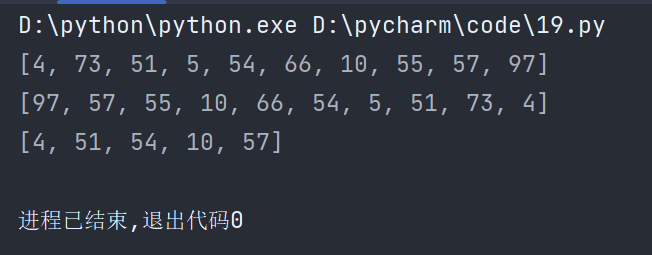 D:\python\python.exe D:\pycharm\code\19.py
[4, 73, 51, 5, 54, 66, 10, 55, 57, 97]
[97, 57, 55, 10, 66, 54, 5, 51, 73, 4]
[4, 51, 54, 10, 57]
进程已结束,退出代码0